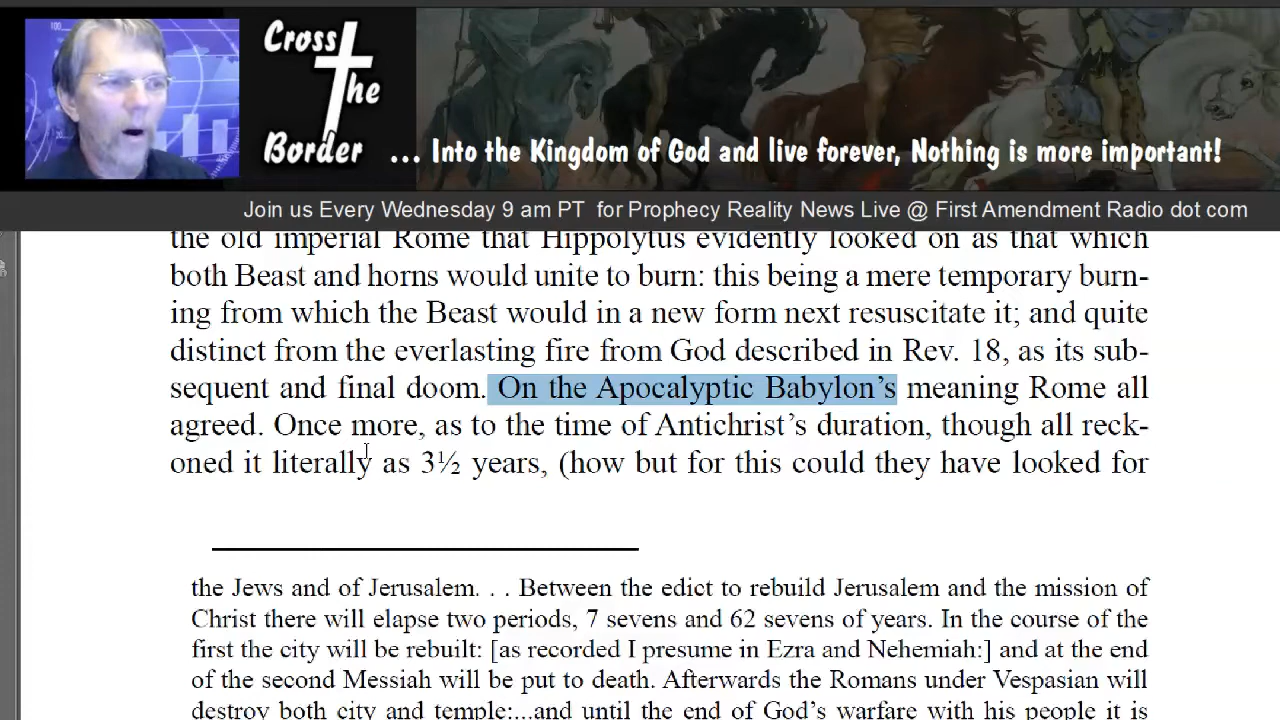 Cross
The
Border
... Into the Kingdom of God and live forever, Nothing is more important!
Join us Every Wednesday 9 am PT for Prophecy Reality News Live @ First Amendment Radio dot com
the old imperial Rome that Hippolytus evidently looked on as that which
both Beast and horns would unite to burn: this being a mere temporary burn-
ing from which the Beast would in a new form next resuscitate it; and quite
distinct from the everlasting fire from God described in Rev. 18, as its sub-
sequent and final doom. On the Apocalyptic Babylon’s meaning Rome all
agreed. Once more, as to the time of Antichrist’s duration, though all reck-
oned it literally as 3½ years, (how but for this could they have looked for
the Jews and of Jerusalem. . . Between the edict to rebuild Jerusalem and the mission of
Christ there will elapse two periods, 7 sevens and 62 sevens of years. In the course of the
first the city will be rebuilt: [as recorded I presume in Ezra and Nehemiah:] and at the end
of the second Messiah will be put to death. Afterwards the Romans under Vespasian will
destroy both city and temple:...and until the end of God’s warfare with his people it is